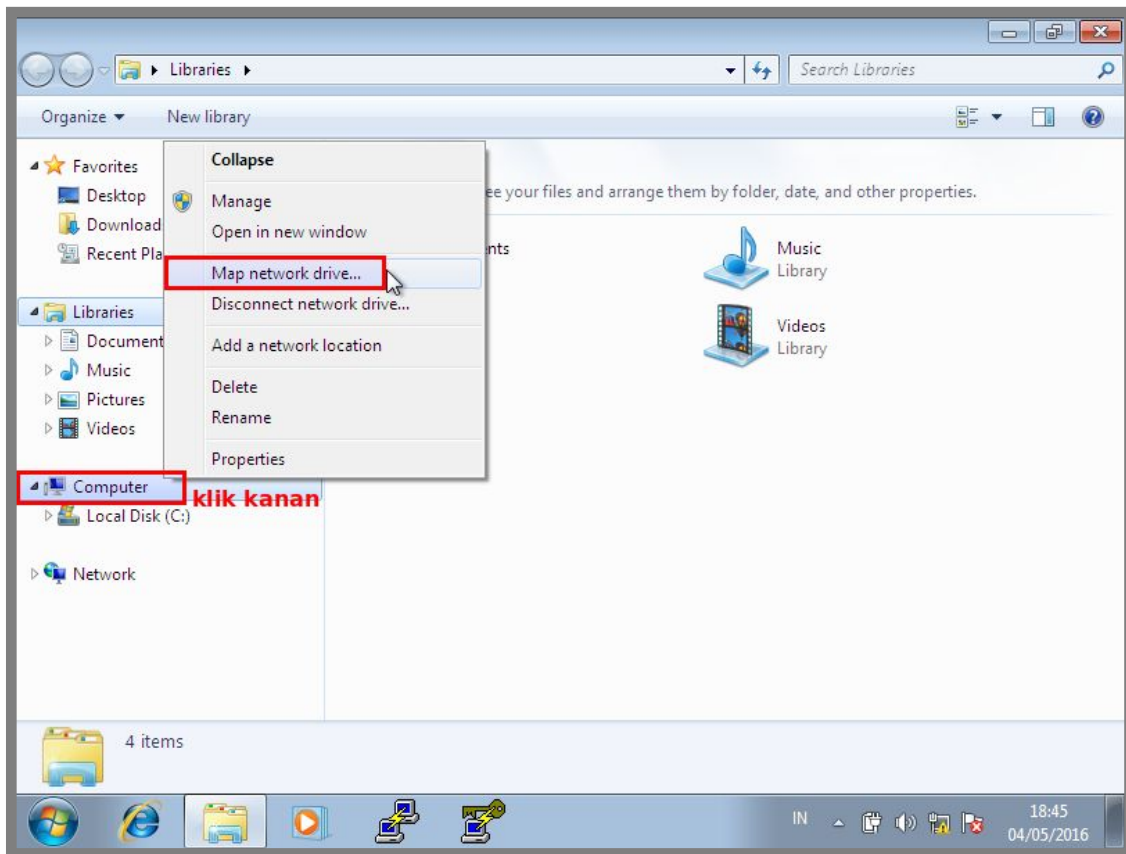 Libraries
Search Libraries
Organize
New library
Favorites
Desktop
Download
Recent Pla
Libraries
Document
Music
Pictures
Videos
Computer
Local Disk (C:)
Network
Collapse
Manage
Open in new window
Map network drive...
Disconnect network drive...
Add a network location
Delete
Rename
Properties
klik kanan
ee your files and arrange them by folder, date, and other properties.
nts
Music
Library
Videos
Library
4 items
IN
18:45
04/05/2016